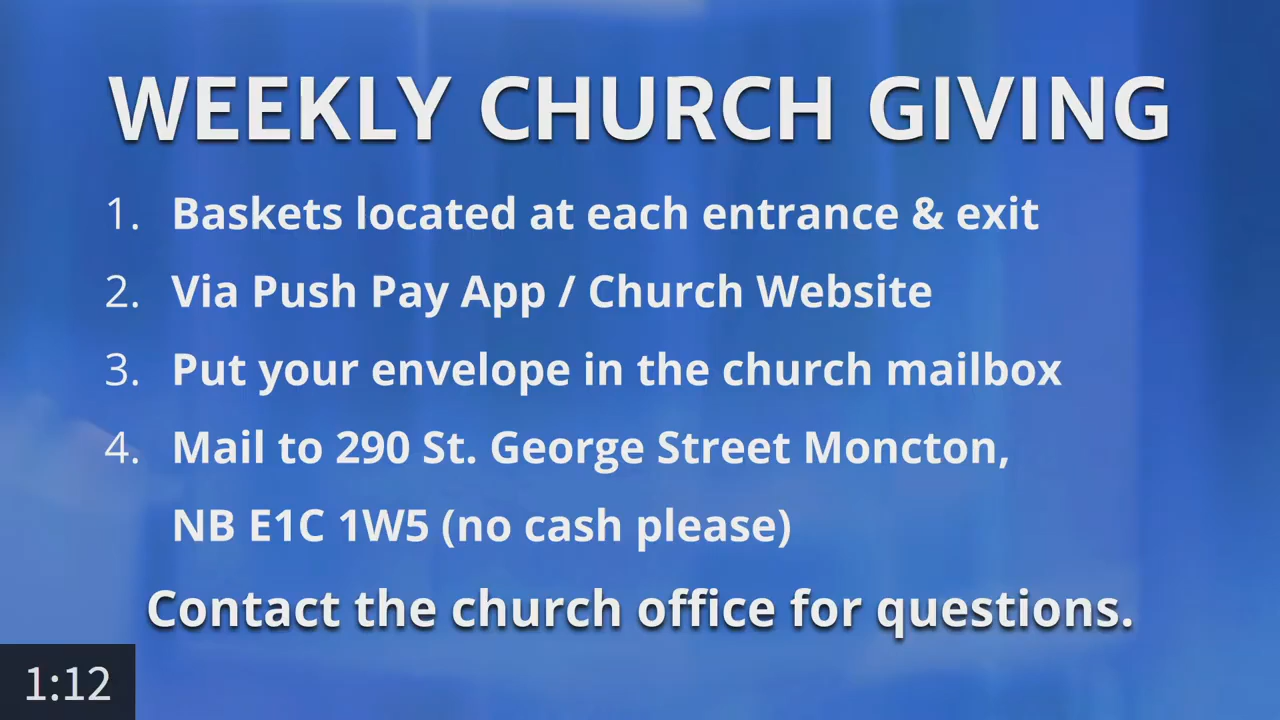 WEEKLY CHURCH GIVING
1. Baskets located at each entrance & exit
2. Via Push Pay App / Church Website
3. Put your envelope in the church mailbox
4. Mail to 290 St. George Street Moncton,
NB E1C 1W5 (no cash please)
Contact the church office for questions.
1:12